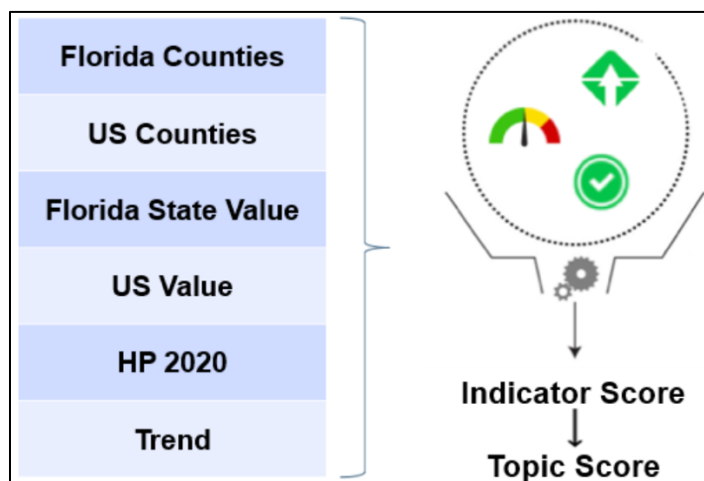 Florida Counties
US Counties
Florida State Value
US Value
HP 2020
Trend
Indicator Score
Topic Score